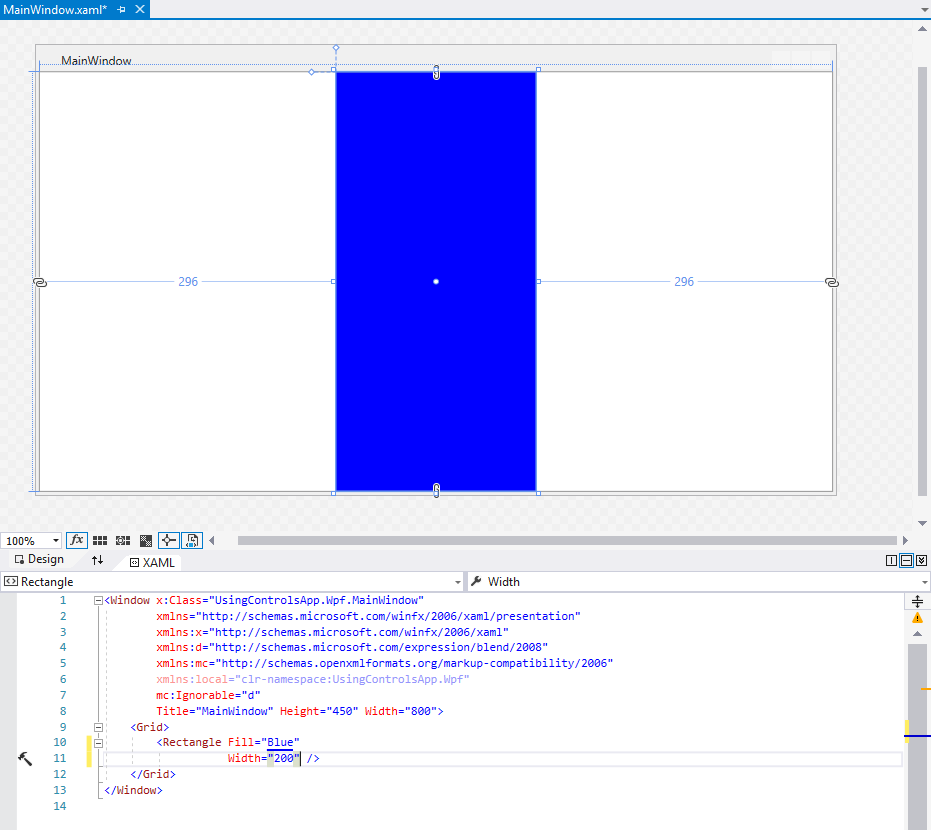 MainWindow.xaml*
MainWindow
296 296
100% fx
Design XAML
Rectangle Width
1 <Window x:Class="UsingControlsApp.Wpf.MainWindow"
2 xmlns="http://schemas.microsoft.com/winfx/2006/xaml/presentation"
3 xmlns:x="http://schemas.microsoft.com/winfx/2006/xaml"
4 xmlns:d="http://schemas.microsoft.com/expression/blend/2008"
5 xmlns:mc="http://schemas.openxmlformats.org/markup-compatibility/2006"
6 xmlns:local="clr-namespace:UsingControlsApp.Wpf"
7 mc:Ignorable="d"
8 Title="MainWindow" Height="450" Width="800">
9 <Grid>
10 <Rectangle Fill="Blue"
11 Width="200" />
12 </Grid>
13 </Window>
14